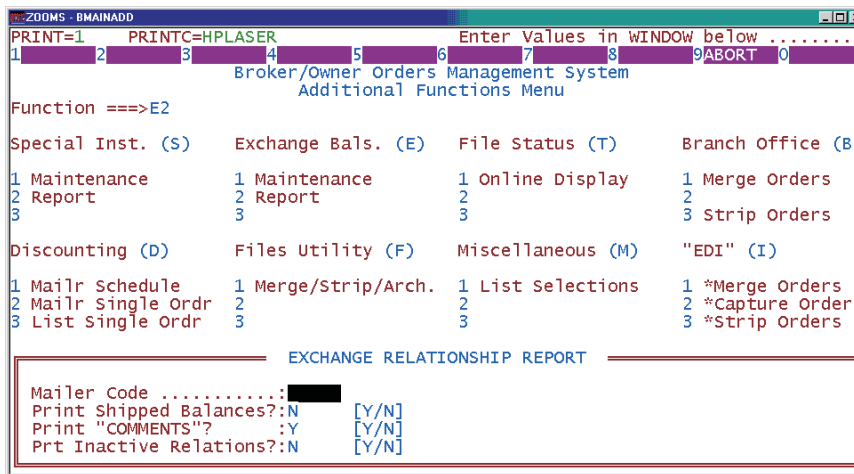 ZOOMS - BMAINADD
PRINT=1 PRINTC=HPLASER Enter Values in WINDOW below .........
1 2 3 4 5 6 7 8 9ABORT 0
Broker/Owner Orders Management System
Additional Functions Menu
Function ===>E2
Special Inst. (S) Exchange Bals. (E) File Status (T) Branch Office (B
1 Maintenance 1 Maintenance 1 Online Display 1 Merge Orders
2 Report 2 Report 2 2
3 3 3 3 Strip Orders
Discounting (D) Files Utility (F) Miscellaneous (M) "EDI" (I)
1 Mailr Schedule 1 Merge/Strip/Arch. 1 List Selections 1 *Merge Orders
2 Mailr Single Ordr 2 2 2 *Capture Order
3 List Single Ordr 3 3 3 *Strip Orders
EXCHANGE RELATIONSHIP REPORT
Mailer Code ...........:
Print Shipped Balances?:N [Y/N]
Print "COMMENTS"? :Y [Y/N]
Prt Inactive Relations?:N [Y/N]